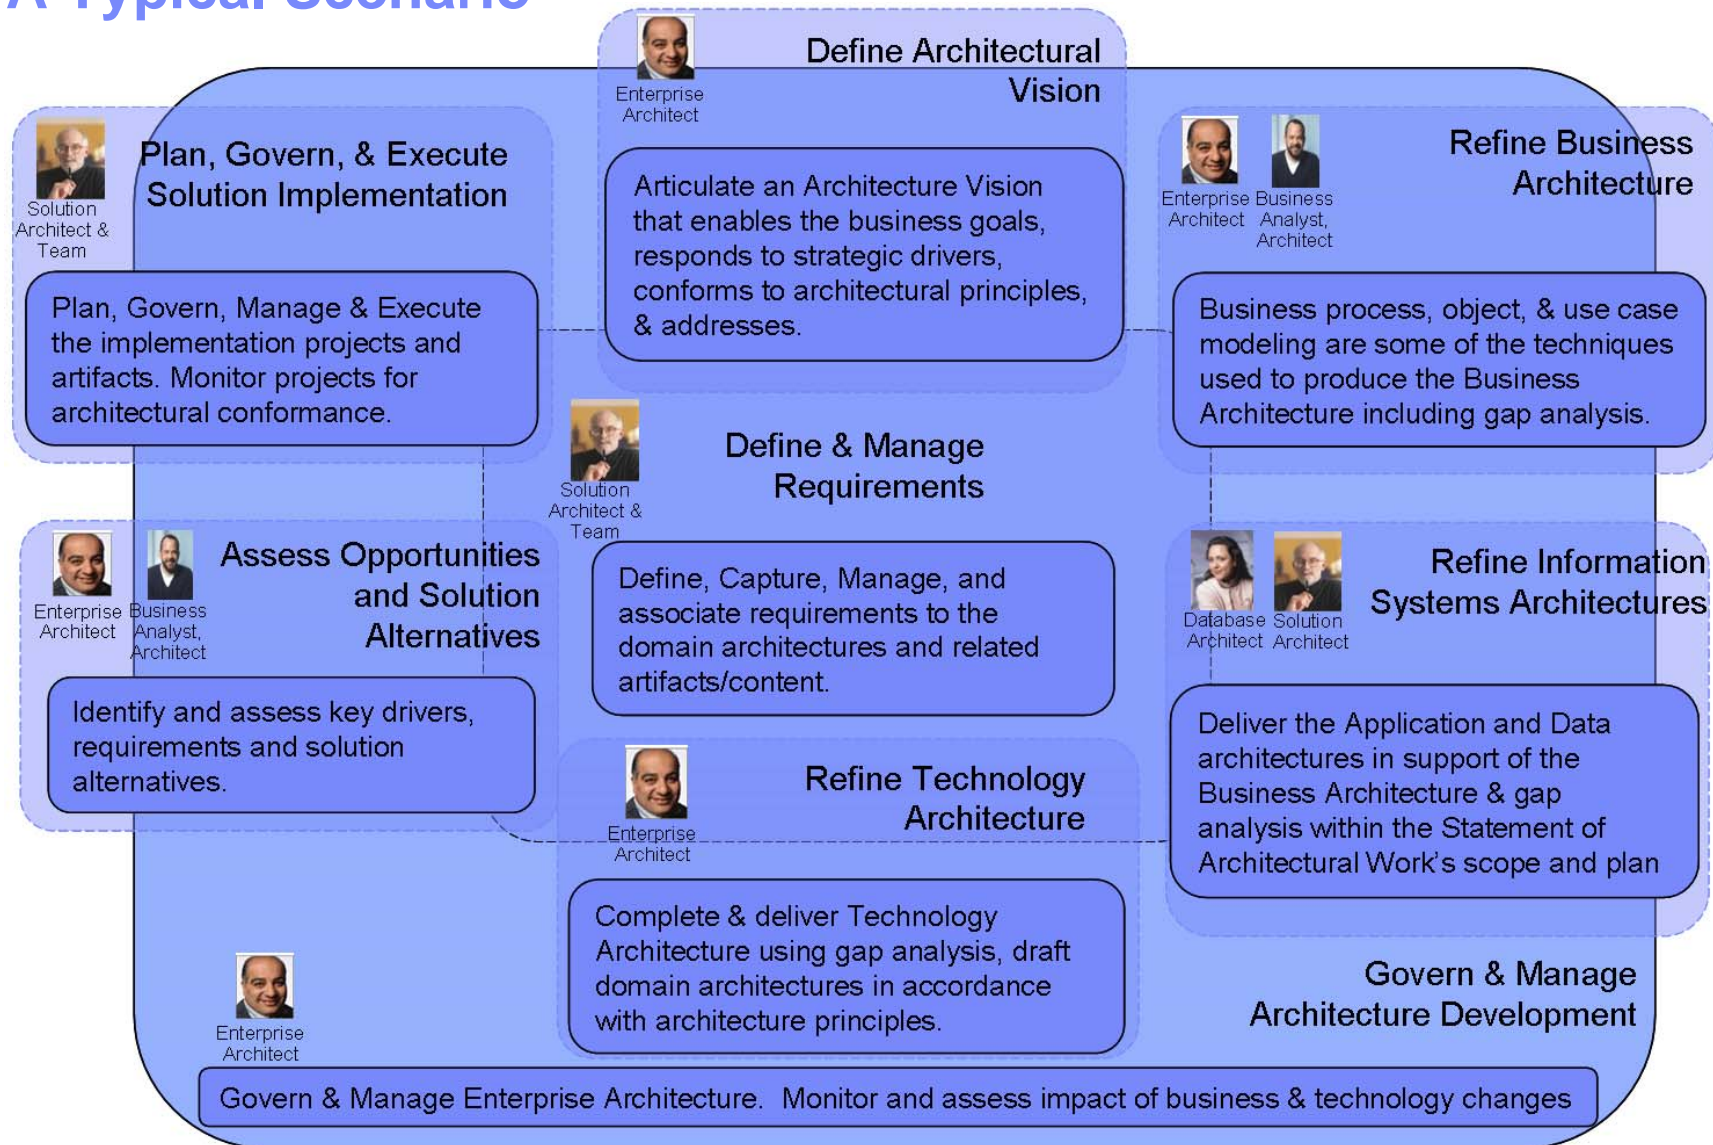 A Typical Scenario
Enterprise
Architect
Define Architectural
Vision
Articulate an Architecture Vision
that enables the business goals,
responds to strategic drivers,
conforms to architectural principles,
& addresses.
Solution
Architect &
Team
Plan, Govern, & Execute
Solution Implementation
Plan, Govern, Manage & Execute
the implementation projects and
artifacts. Monitor projects for
architectural conformance.
Enterprise
Architect
Business
Analyst,
Architect
Refine Business
Architecture
Business process, object, & use case
modeling are some of the techniques
used to produce the Business
Architecture including gap analysis.
Solution
Architect &
Team
Define & Manage
Requirements
Define, Capture, Manage, and
associate requirements to the
domain architectures and related
artifacts/content.
Enterprise
Architect
Business
Analyst,
Architect
Assess Opportunities
and Solution
Alternatives
Identify and assess key drivers,
requirements and solution
alternatives.
Database
Architect
Solution
Architect
Refine Information
Systems Architectures
Deliver the Application and Data
architectures in support of the
Business Architecture & gap
analysis within the Statement of
Architectural Work's scope and plan
Enterprise
Architect
Refine Technology
Architecture
Complete & deliver Technology
Architecture using gap analysis, draft
domain architectures in accordance
with architecture principles.
Enterprise
Architect
Govern & Manage
Architecture Development
Govern & Manage Enterprise Architecture.  Monitor and assess impact of business & technology changes